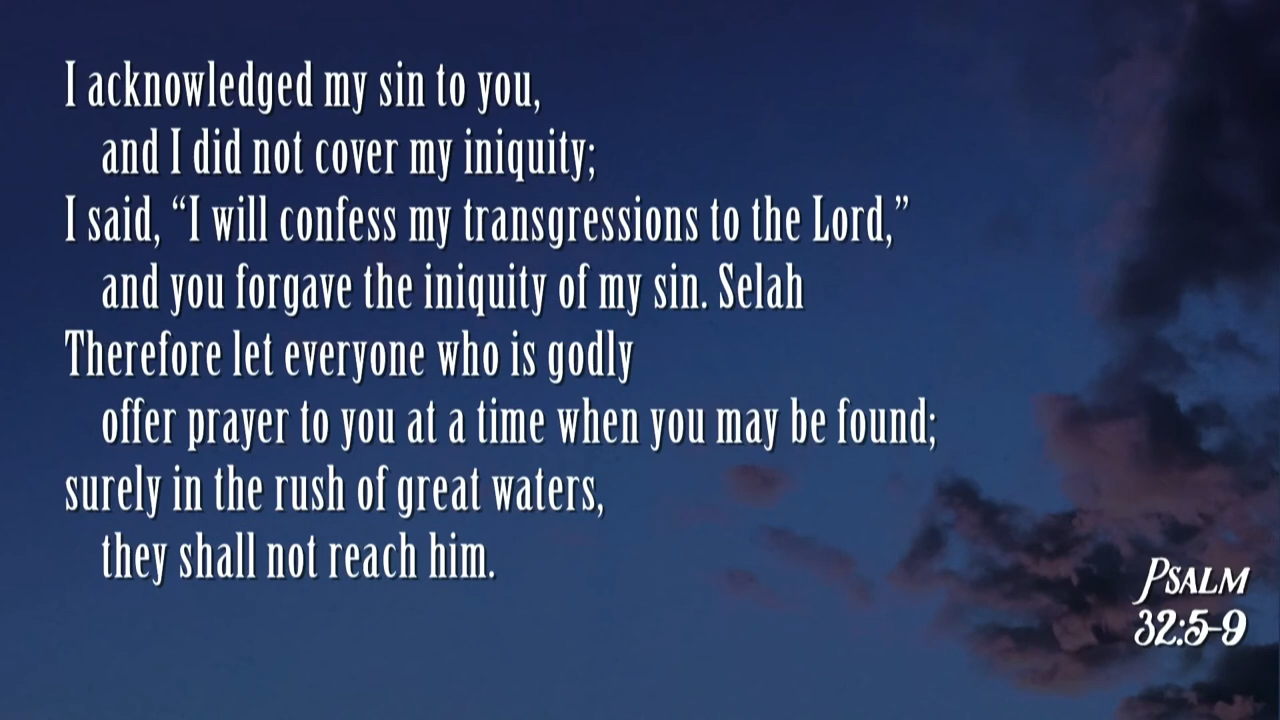 I acknowledged my sin to you,
and I did not cover my iniquity;
I said, “I will confess my transgressions to the Lord,”
and you forgave the iniquity of my sin. Selah
Therefore let everyone who is godly
offer prayer to you at a time when you may be found;
surely in the rush of great waters,
they shall not reach him.
Psalm
32:5-9